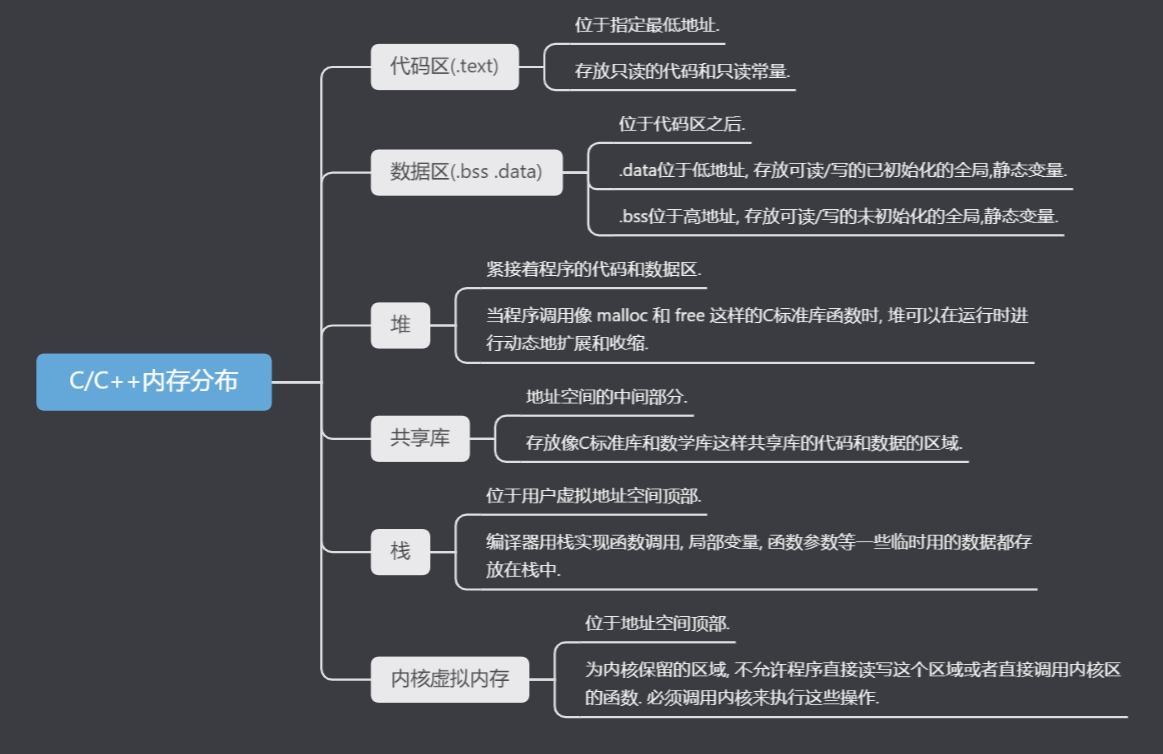 位于指定最低地址.
代码区(.text)
存放只读的代码和只读常量.
位于代码区之后.
数据区(.bss .data)
.data位于低地址, 存放可读/写的已初始化的全局,静态变量.
.bss位于高地址, 存放可读/写的未初始化的全局,静态变量.
紧接着程序的代码和数据区.
堆
当程序调用像 malloc 和 free 这样的C标准库函数时, 堆可以在运行时进
行动态地扩展和收缩.
C/C++内存分布
地址空间的中间部分.
共享库
存放像C标准库和数学库这样共享库的代码和数据的区域.
位于用户虚拟地址空间顶部.
栈
编译器用栈实现函数调用, 局部变量, 函数参数等一些临时用的数据都存
放在栈中.
位于地址空间顶部.
内核虚拟内存
为内核保留的区域, 不允许程序直接读写这个区域或者直接调用内核区
的函数. 必须调用内核来执行这些操作.